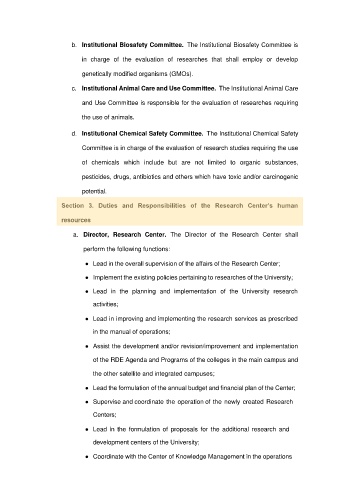 b. Institutional Biosafety Committee. The Institutional Biosafety Committee is
in charge of the evaluation of researches that shall employ or develop
genetically modified organisms (GMOs).
c. Institutional Animal Care and Use Committee. The Institutional Animal Care
and Use Committee is responsible for the evaluation of researches requiring
the use of animals.
d. Institutional Chemical Safety Committee. The Institutional Chemical Safety
Committee is in charge of the evaluation of research studies requiring the use
of chemicals which include but are not limited to organic substances,
pesticides, drugs, antibiotics and others which have toxic and/or carcinogenic
potential.
Section 3. Duties and Responsibilities of the Research Center's human
resources
a. Director, Research Center. The Director of the Research Center shall
perform the following functions:
● Lead in the overall supervision of the affairs of the Research Center;
● Implement the existing policies pertaining to researches of the University;
● Lead in the planning and implementation of the University research
activities;
● Lead in improving and implementing the research services as prescribed
in the manual of operations;
● Assist the development and/or revision/improvement and implementation
of the RDE Agenda and Programs of the colleges in the main campus and
the other satellite and integrated campuses;
● Lead the formulation of the annual budget and financial plan of the Center;
● Supervise and coordinate the operation of the newly created Research
Centers;
● Lead in the formulation of proposals for the additional research and
development centers of the University;
● Coordinate with the Center of Knowledge Management in the operations